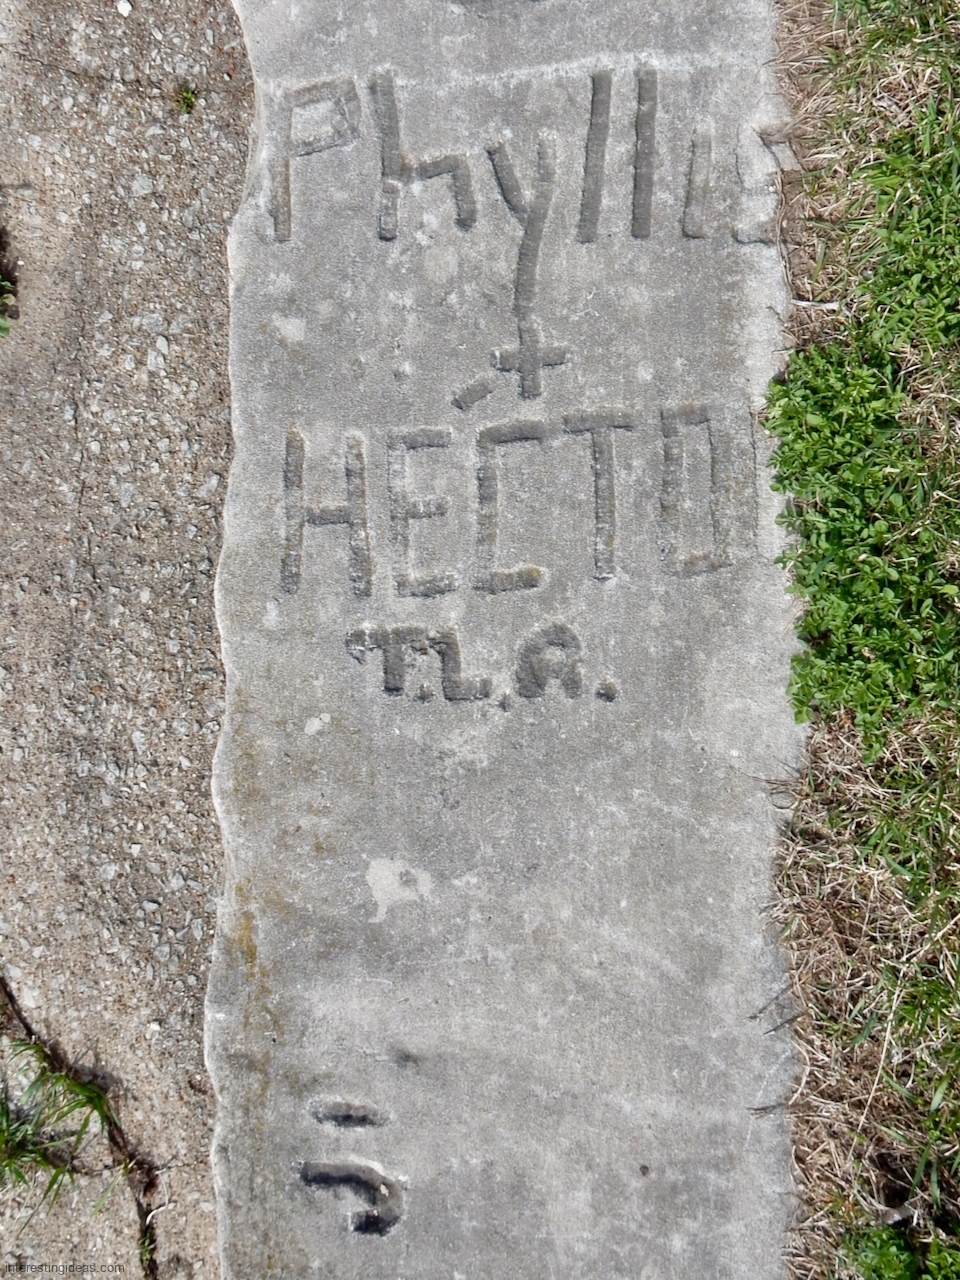 Phylli
+
HECTO
T.L.A.
interestingideas.com